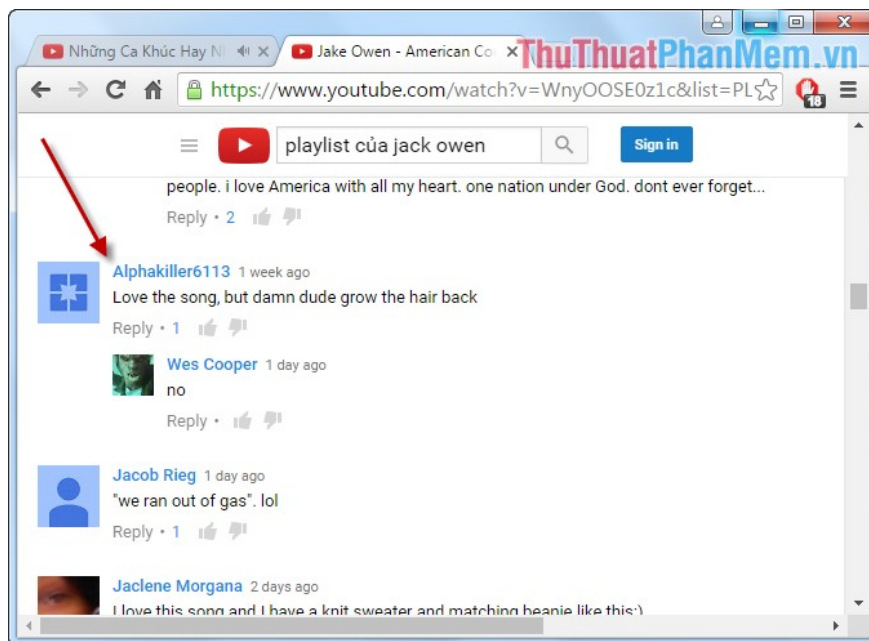 Những Ca Khúc Hay N
Jake Owen - American Co
ThuThuatPhanMem.vn
https://www.youtube.com/watch?v=WnyOOSE0z1c&list=PL
18
playlist của jack owen
Sign in
people. i love America with all my heart. one nation under God. dont ever forget...
Reply • 2
Alphakiller6113 1 week ago
Love the song, but damn dude grow the hair back
Reply • 1
Wes Cooper 1 day ago
no
Reply •
Jacob Rieg 1 day ago
"we ran out of gas". lol
Reply • 1
Jaclene Morgana 2 days ago
I love this song and I have a knit sweater and matching beanie like this:)